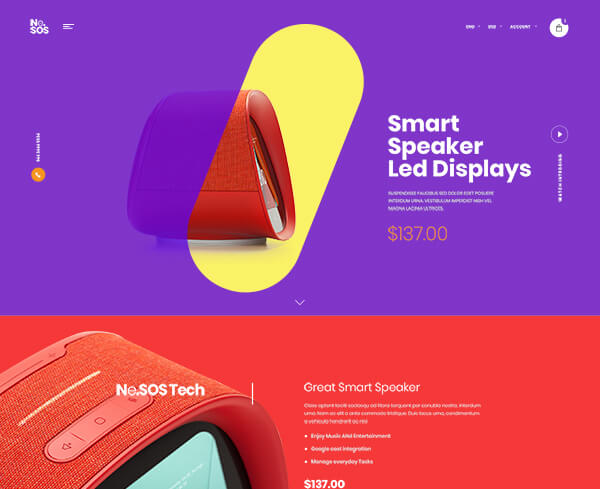 Ne.
SOS
ENG
USD
ACCOUNT
Smart
Speaker
Led Displays
SUSPENDISSE FAUCIBUS SED DOLOR EGET POSUERE
INTERDUM URNA. VESTIBULUM IMPERDIET NIBH VEL
MAGNA LACINIA ULTRICES.
$137.00
WATCH INTERGING
Ne.SOS Tech
Great Smart Speaker
Class aptent taciti sociosqu ad litora torquent per conubia nostra, interdum
urna. Nam ac elit a ante commodo tristique. Duis lacus urna, condimentum
a vehicula hendrerit ac nisi
Enjoy Music ANd Entertainment
Google cast integration
Manage everyday Tasks
$137.00